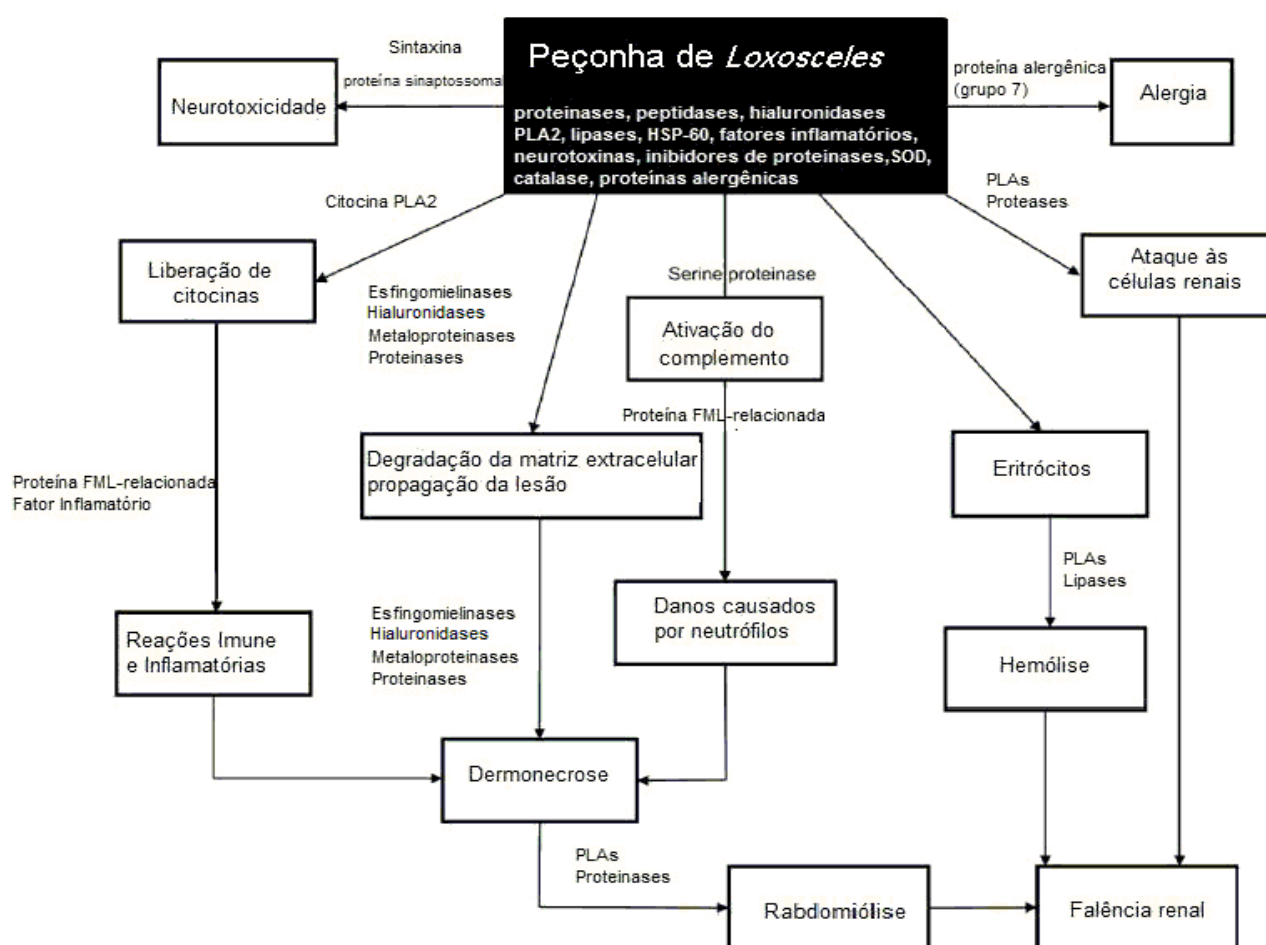 Peçonha de Loxosceles
proteinases, peptidases, hialuronidases
PLA2, lipases, HSP-60, fatores inflamatórios,
neurotoxinas, inibidores de proteinases,SOD,
catalase, proteínas alergênicas
Sintaxina
proteína sinaptossomal
Neurotoxicidade
proteína alergênica
(grupo 7)
Alergia
Citocina PLA2
Liberação de
citocinas
Esfingomielinases
Hialuronidases
Metaloproteinases
Proteinases
Serine proteinase
Ativação do
complemento
PLAs
Proteases
Ataque às
células renais
Proteína FML-relacionada
Degradação da matriz extracelular
propagação da lesão
Eritrócitos
Proteína FML-relacionada
Fator Inflamatório
PLAs
Lipases
Reações Imune
e Inflamatórias
Esfingomielinases
Hialuronidases
Metaloproteinases
Proteinases
Danos causados
por neutrófilos
Hemólise
Dermonecrose
PLAs
Proteinases
Rabdomiólise
Falência renal